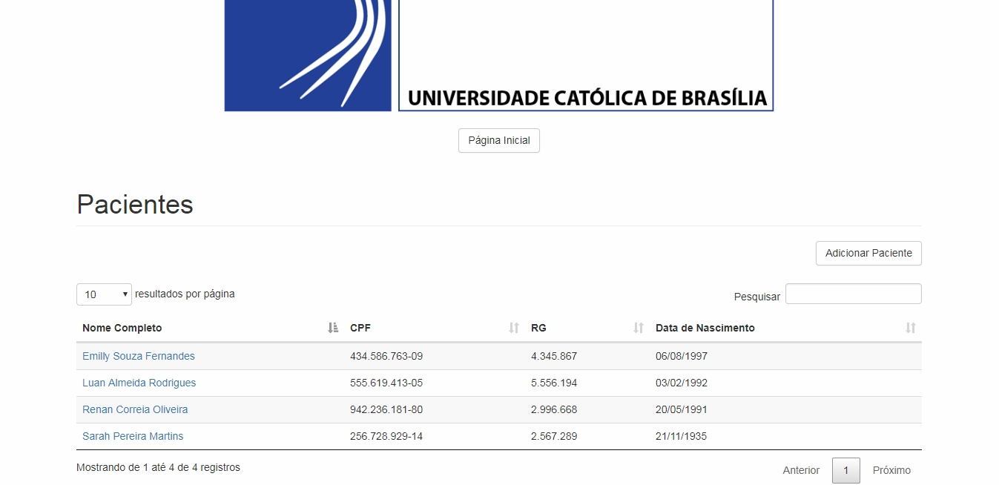 UNIVERSIDADE CATÓLICA DE BRASÍLIA
Página Inicial
Pacientes
Adicionar Paciente
10 resultados por página Pesquisar
Nome Completo CPF RG Data de Nascimento
Emilly Souza Fernandes 434.586.763-09 4.345.867 06/08/1997
Luan Almeida Rodrigues 555.619.413-05 5.556.194 03/02/1992
Renan Correia Oliveira 942.236.181-80 2.996.668 20/05/1991
Sarah Pereira Martins 256.728.929-14 2.567.289 21/11/1935
Mostrando de 1 até 4 de 4 registros Anterior 1 Próximo